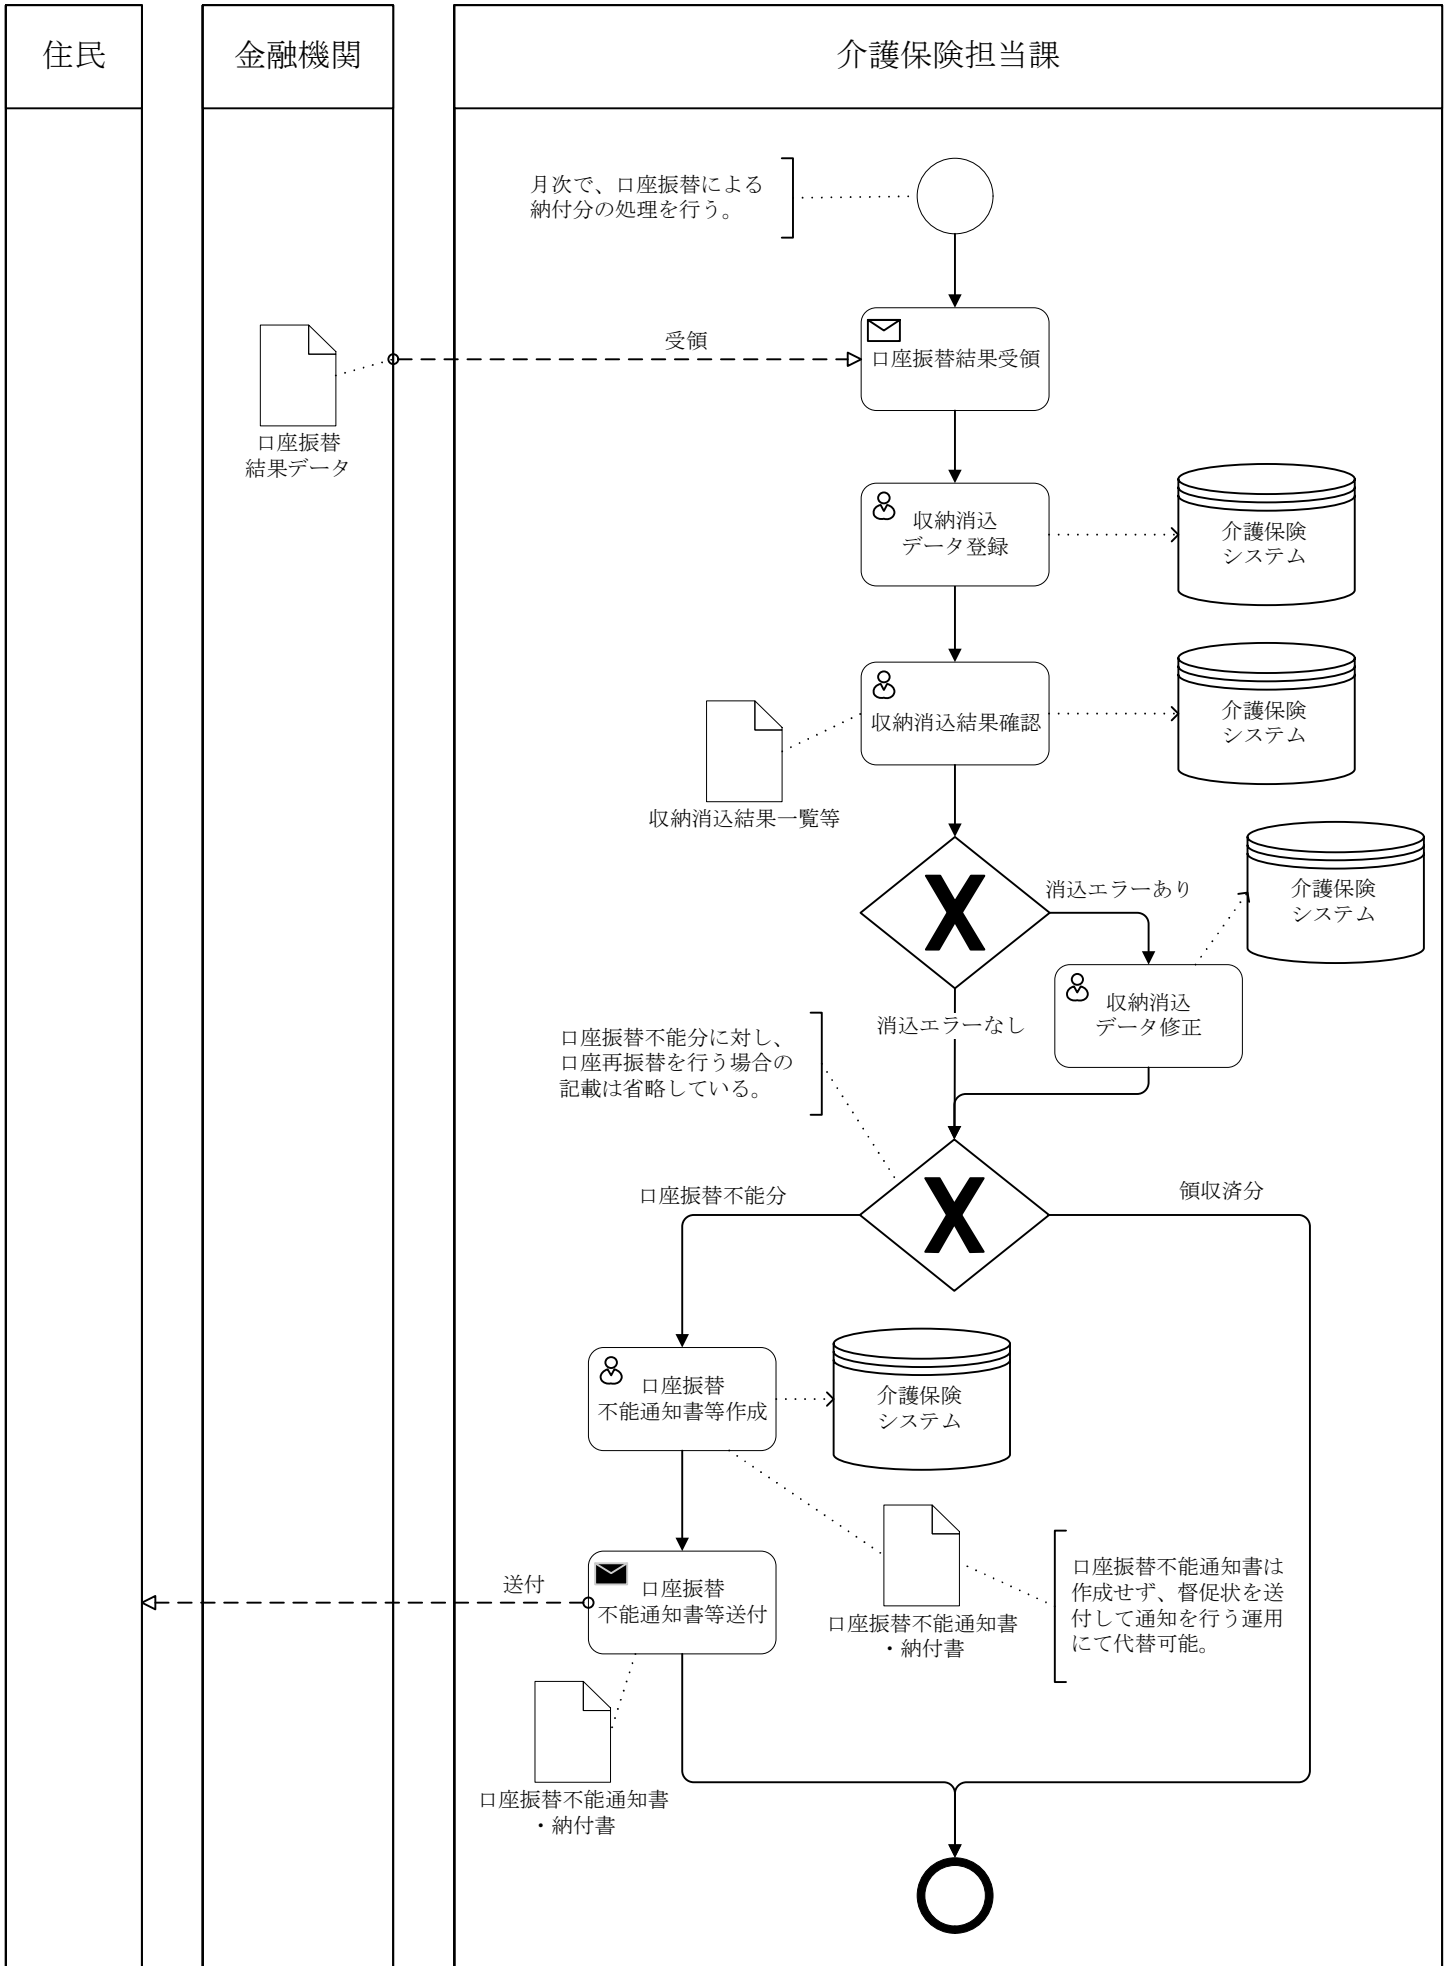 住民
金融機関
介護保険担当課
月次で、口座振替による
納付分の処理を行う。
受領
口座振替結果受領
口座振替
結果データ
収納消込
データ登録
介護保険
システム
収納消込結果確認
介護保険
システム
収納消込結果一覧等
消込エラーあり
介護保険
システム
収納消込
データ修正
消込エラーなし
口座振替不能分に対し、
口座再振替を行う場合の
記載は省略している。
口座振替不能分
領収済分
口座振替
不能通知書等作成
介護保険
システム
送付
口座振替
不能通知書等送付
口座振替不能通知書
・納付書
口座振替不能通知書は
作成せず、督促状を送
付して通知を行う運用
にて代替可能。
口座振替不能通知書
・納付書